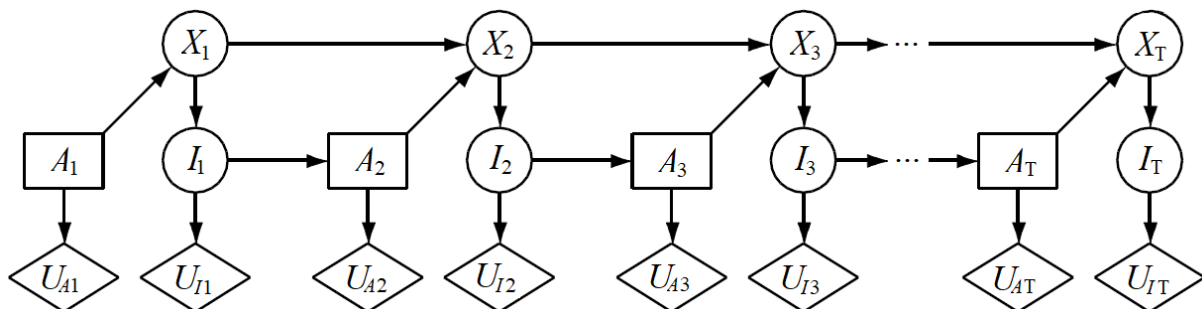 X1 X2 X3 ... XT
A1 I1 A2 I2 A3 I3 ... AT IT
UA1 UI1 UA2 UI2 UA3 UI3 UAT UIT